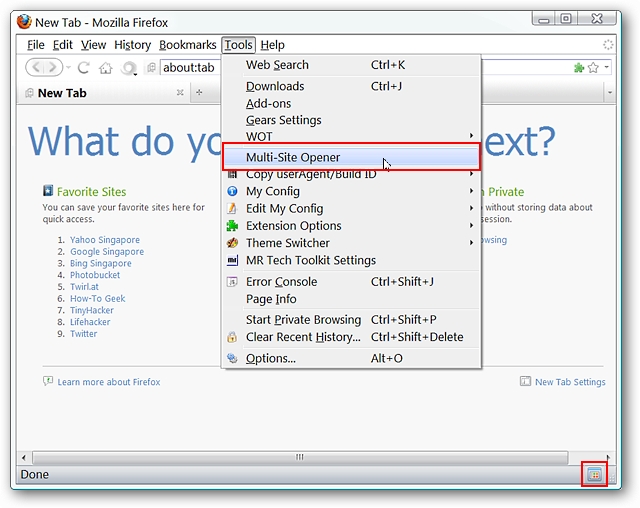 New Tab - Mozilla Firefox
File Edit View History Bookmarks Tools Help
about:tab
New Tab
Web Search Ctrl+K
Downloads Ctrl+J
Add-ons
Gears Settings
WOT
Multi-Site Opener
Copy userAgent/Build ID
My Config
Edit My Config
Extension Options
Theme Switcher
MR Tech Toolkit Settings
Error Console Ctrl+Shift+J
Page Info
Start Private Browsing Ctrl+Shift+P
Clear Recent History... Ctrl+Shift+Delete
Options... Alt+O
What do yo ext?
Favorite Sites
You can save your favorite sites here for
quick access.
1. Yahoo Singapore
2. Google Singapore
3. Bing Singapore
4. Photobucket
5. Twirl.at
6. How-To Geek
7. TinyHacker
8. Lifehacker
9. Twitter
n Private
without storing data about
session.
owsing
Learn more about Firefox
New Tab Settings
Done